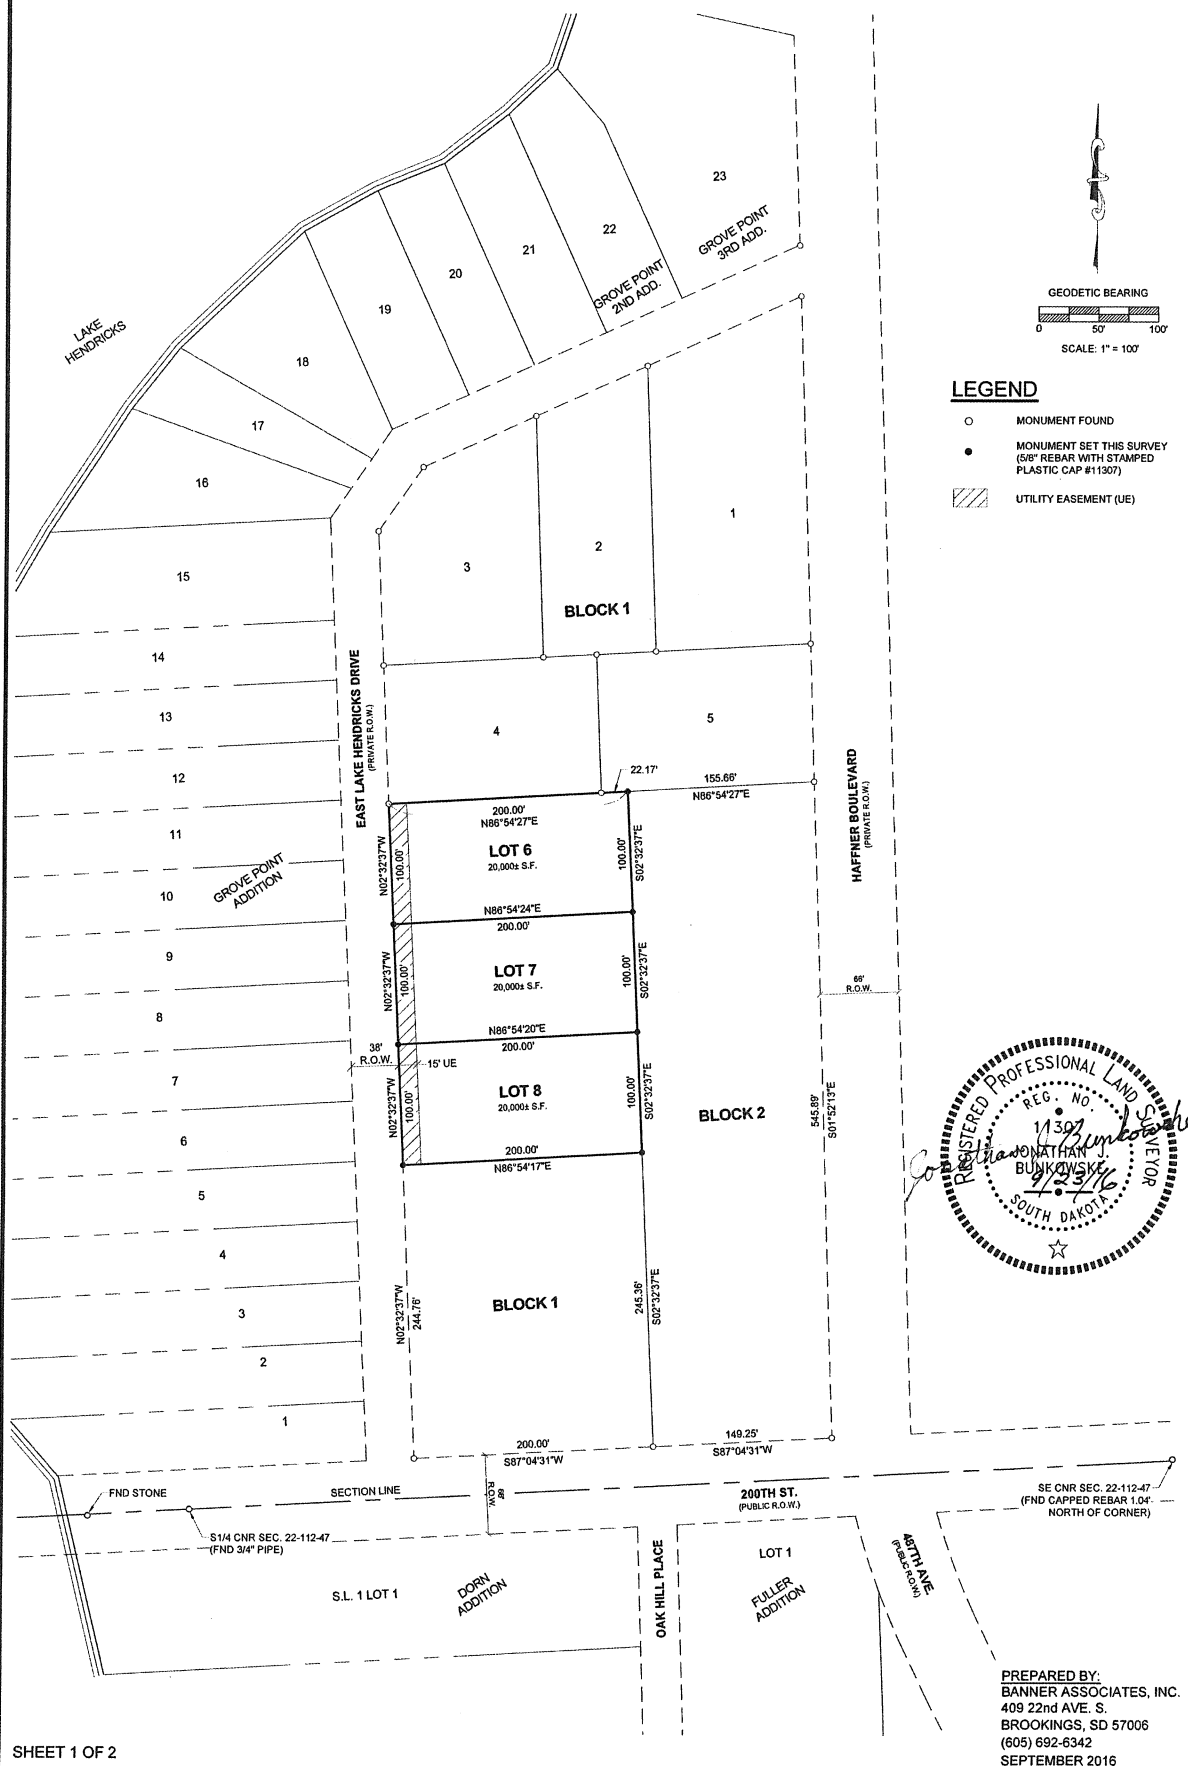 23
GROVE POINT
3RD ADD.
22
21
GROVE POINT
2ND ADD.
20
19
18
17
16
LAKE
HENDRICKS
GEODETIC BEARING
0 50' 100'
SCALE: 1" = 100'
LEGEND
MONUMENT FOUND
MONUMENT SET THIS SURVEY
(5/8" REBAR WITH STAMPED
PLASTIC CAP #11307)
UTILITY EASEMENT (UE)
1
2
3
BLOCK 1
15
14
13
12
11
10
9
8
7
6
5
4
3
2
1
GROVE POINT
ADDITION
EAST LAKE HENDRICKS DRIVE
(PRIVATE R.O.W.)
4
5
22.17'
155.66'
N86°54'27"E
200.00'
N86°54'27"E
LOT 6
20,000± S.F.
N02°32'37"W
100.00'
100.00'
S02°32'37"E
N86°54'24"E
200.00'
LOT 7
20,000± S.F.
N02°32'37"W
100.00'
100.00'
S02°32'37"E
N86°54'20"E
200.00'
38'
R.O.W.
15' UE
LOT 8
20,000± S.F.
N02°32'37"W
100.00'
100.00'
S02°32'37"E
200.00'
N86°54'17"E
HAFFNER BOULEVARD
(PRIVATE R.O.W.)
66'
R.O.W.
BLOCK 2
545.89'
S01°52'13"E
BLOCK 1
N02°32'37"W
244.76'
245.36'
S02°32'37"E
200.00'
S87°04'31"W
149.25'
S87°04'31"W
REGISTERED PROFESSIONAL LAND SURVEYOR
REG. NO.
11307
JONATHAN J.
BUNKOWSKE
SOUTH DAKOTA
Jonathan J Bunkowske
9/23/16
FND STONE
SECTION LINE
66'
R.O.W.
200TH ST.
(PUBLIC R.O.W.)
SE CNR SEC. 22-112-47
(FND CAPPED REBAR 1.04'
NORTH OF CORNER)
S1/4 CNR SEC. 22-112-47
(FND 3/4" PIPE)
S.L. 1 LOT 1
DORN
ADDITION
OAK HILL PLACE
LOT 1
FULLER
ADDITION
487TH AVE.
(PUBLIC R.O.W.)
PREPARED BY:
BANNER ASSOCIATES, INC.
409 22nd AVE. S.
BROOKINGS, SD 57006
(605) 692-6342
SEPTEMBER 2016
SHEET 1 OF 2